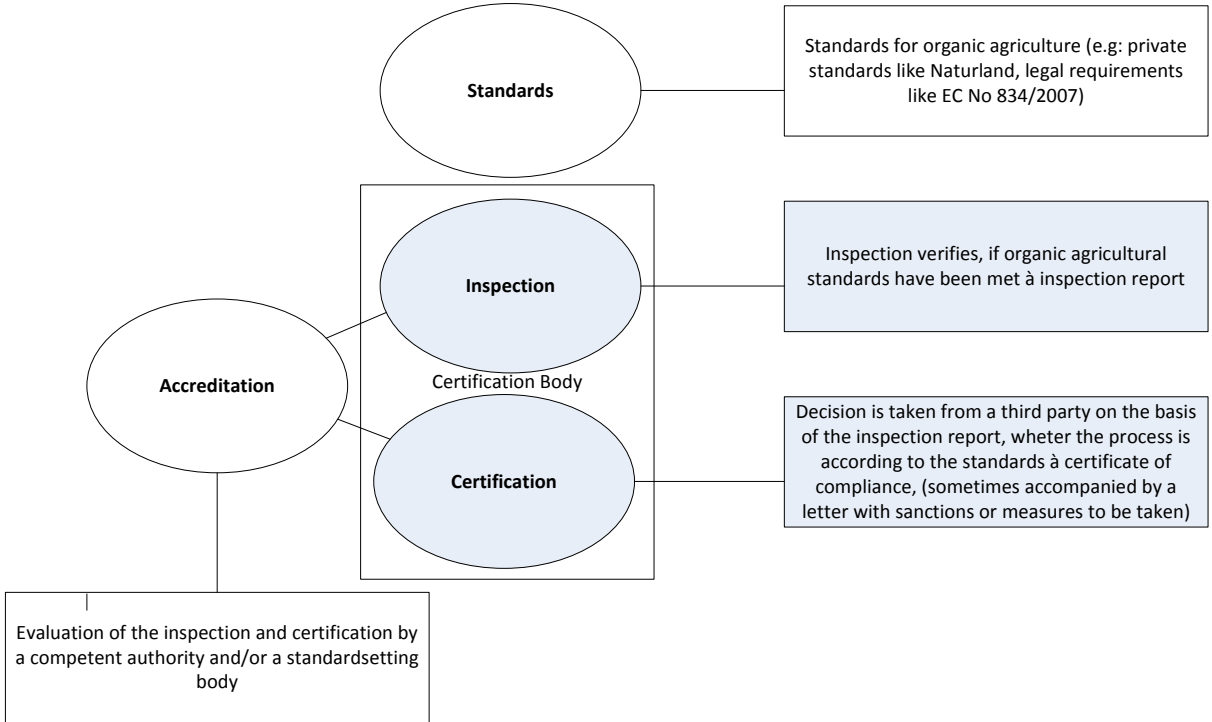 Standards
Standards for organic agriculture (e.g: private
standards like Naturland, legal requirements
like EC No 834/2007)
Inspection
Inspection verifies, if organic agricultural
standards have been met à inspection report
Accreditation
Certification Body
Certification
Decision is taken from a third party on the basis
of the inspection report, wheter the process is
according to the standards à certificate of
compliance, (sometimes accompanied by a
letter with sanctions or measures to be taken)
Evaluation of the inspection and certification by
a competent authority and/or a standardsetting
body